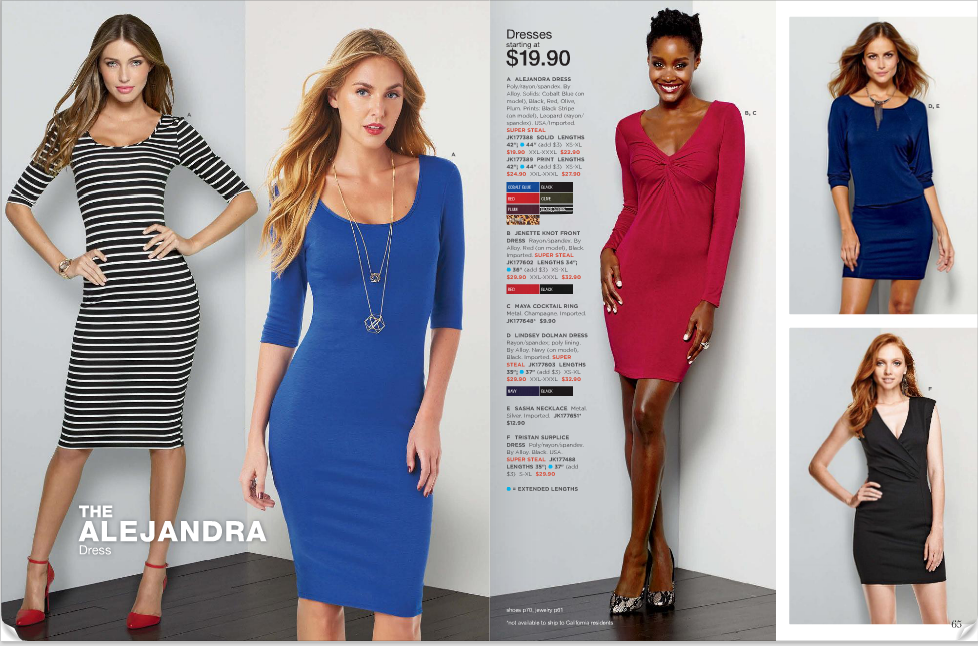 A
THE
ALEJANDRA
Dress
A
Dresses
starting at
$19.90
A ALEJANDRA DRESS
Poly/rayon/spandex. By
Alloy. Solids: Cobalt Blue (on
model), Black, Red, Olive,
Plum. Prints: Black Stripe
(on model), Leopard (rayon/
spandex). USA/Imported.
SUPER STEAL
JK177388 SOLID LENGTHS
42"; 44" (add $3) XS-XL
$19.90 XXL-XXXL $22.90
JK177389 PRINT LENGTHS
42"; 44" (add $3) XS-XL
$24.90 XXL-XXXL $27.90
COBALT BLUE BLACK
RED OLIVE
PLUM
B JENETTE KNOT FRONT
DRESS Rayon/spandex. By
Alloy. Red (on model), Black.
Imported. SUPER STEAL
JK177602 LENGTHS 34";
36" (add $3) XS-XL
$29.90 XXL-XXXL $32.90
RED BLACK
C MAYA COCKTAIL RING
Metal. Champagne. Imported.
JK177648* $9.90
D LINDSEY DOLMAN DRESS
Rayon/spandex, poly lining.
By Alloy. Navy (on model),
Black. Imported. SUPER
STEAL JK177603 LENGTHS
35"; 37" (add $3) XS-XL
$29.90 XXL-XXXL $32.90
NAVY BLACK
E SASHA NECKLACE Metal.
Silver. Imported. JK177651*
$12.90
F TRISTAN SURPLICE
DRESS Poly/rayon/spandex.
By Alloy. Black. USA.
SUPER STEAL JK177488
LENGTHS 35"; 37" (add
$3) S-XL $29.90
= EXTENDED LENGTHS
shoes p70, jewelry p61
*not available to ship to California residents
B, C
D, E
F
65